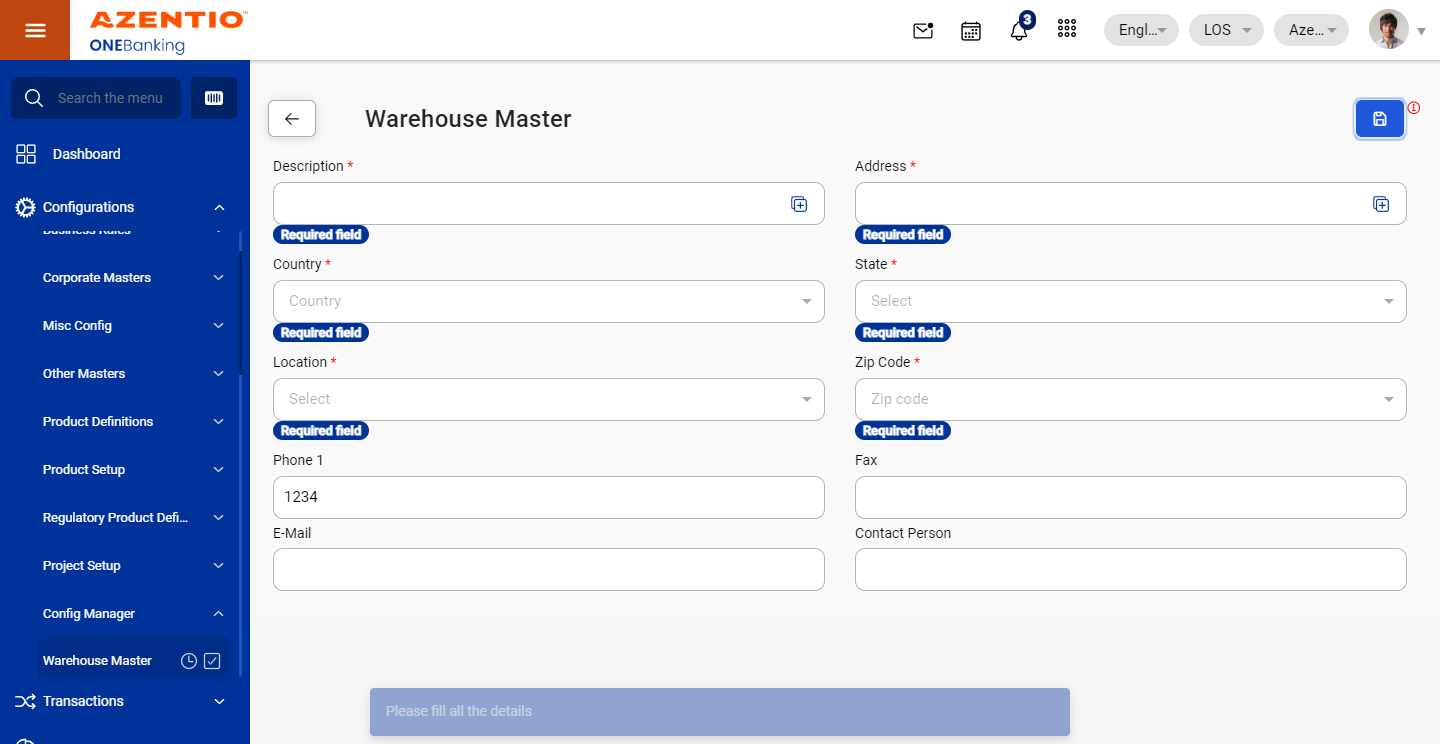 AZENTIO™
ONEBanking
3
Engl...
LOS
Aze...
Search the menu
Dashboard
Configurations
Business Rules
Corporate Masters
Misc Config
Other Masters
Product Definitions
Product Setup
Regulatory Product Defi...
Project Setup
Config Manager
Warehouse Master
Transactions
Warehouse Master
Description *
Address *
Required field
Required field
Country *
State *
Country
Select
Required field
Required field
Location *
Zip Code *
Select
Zip code
Required field
Required field
Phone 1
Fax
1234
E-Mail
Contact Person
Please fill all the details